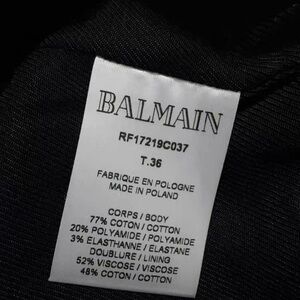 BALMAIN
RF17219C037
T.36
FABRIQUE EN POLOGNE
MADE IN POLAND
CORPS / BODY
77% COTON / COTTON
20% POLYAMIDE / POLYAMIDE
3% ELASTHANNE / ELASTANE
DOUBLURE / LINING
52% VISCOSE / VISCOSE
48% COTON / COTTON